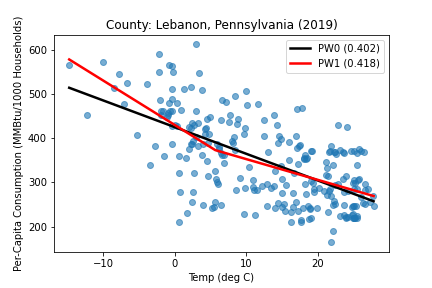 County: Lebanon, Pennsylvania (2019)
PW0 (0.402)
PW1 (0.418)
Per-Capita Consumption (MMBtu/1000 Households)
600
500
400
300
200
−10
0
10
20
Temp (deg C)